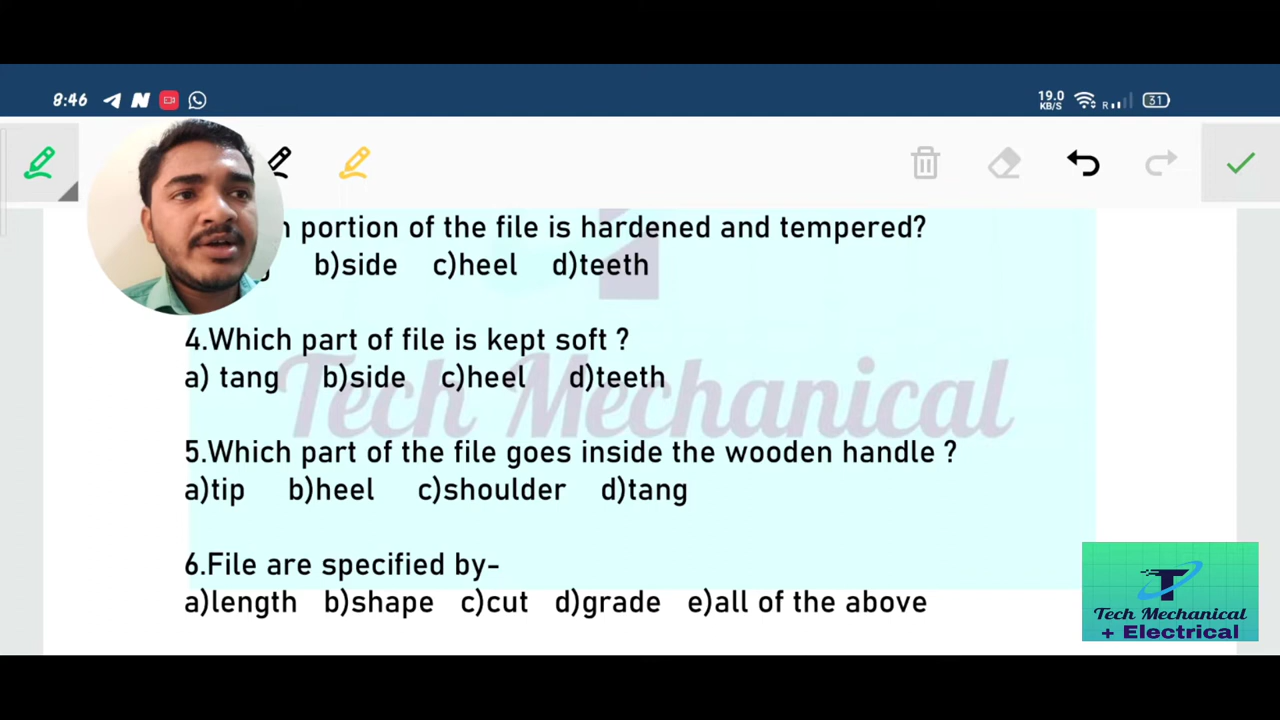 8:46
19.0
KB/S
R
31
portion of the file is hardened and tempered?
b)side c)heel d)teeth
4.Which part of file is kept soft ?
a) tang b)side c)heel d)teeth
Tech Mechanical
5.Which part of the file goes inside the wooden handle ?
a)tip b)heel c)shoulder d)tang
6.File are specified by-
a)length b)shape c)cut d)grade e)all of the above
Tech Mechanical
+ Electrical